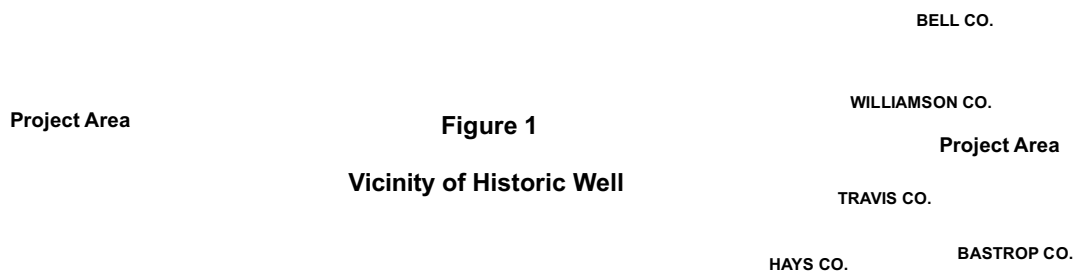 BELL CO.
WILLIAMSON CO.
Project Area
Figure 1
Project Area
Vicinity of Historic Well
TRAVIS CO.
BASTROP CO.
HAYS CO.